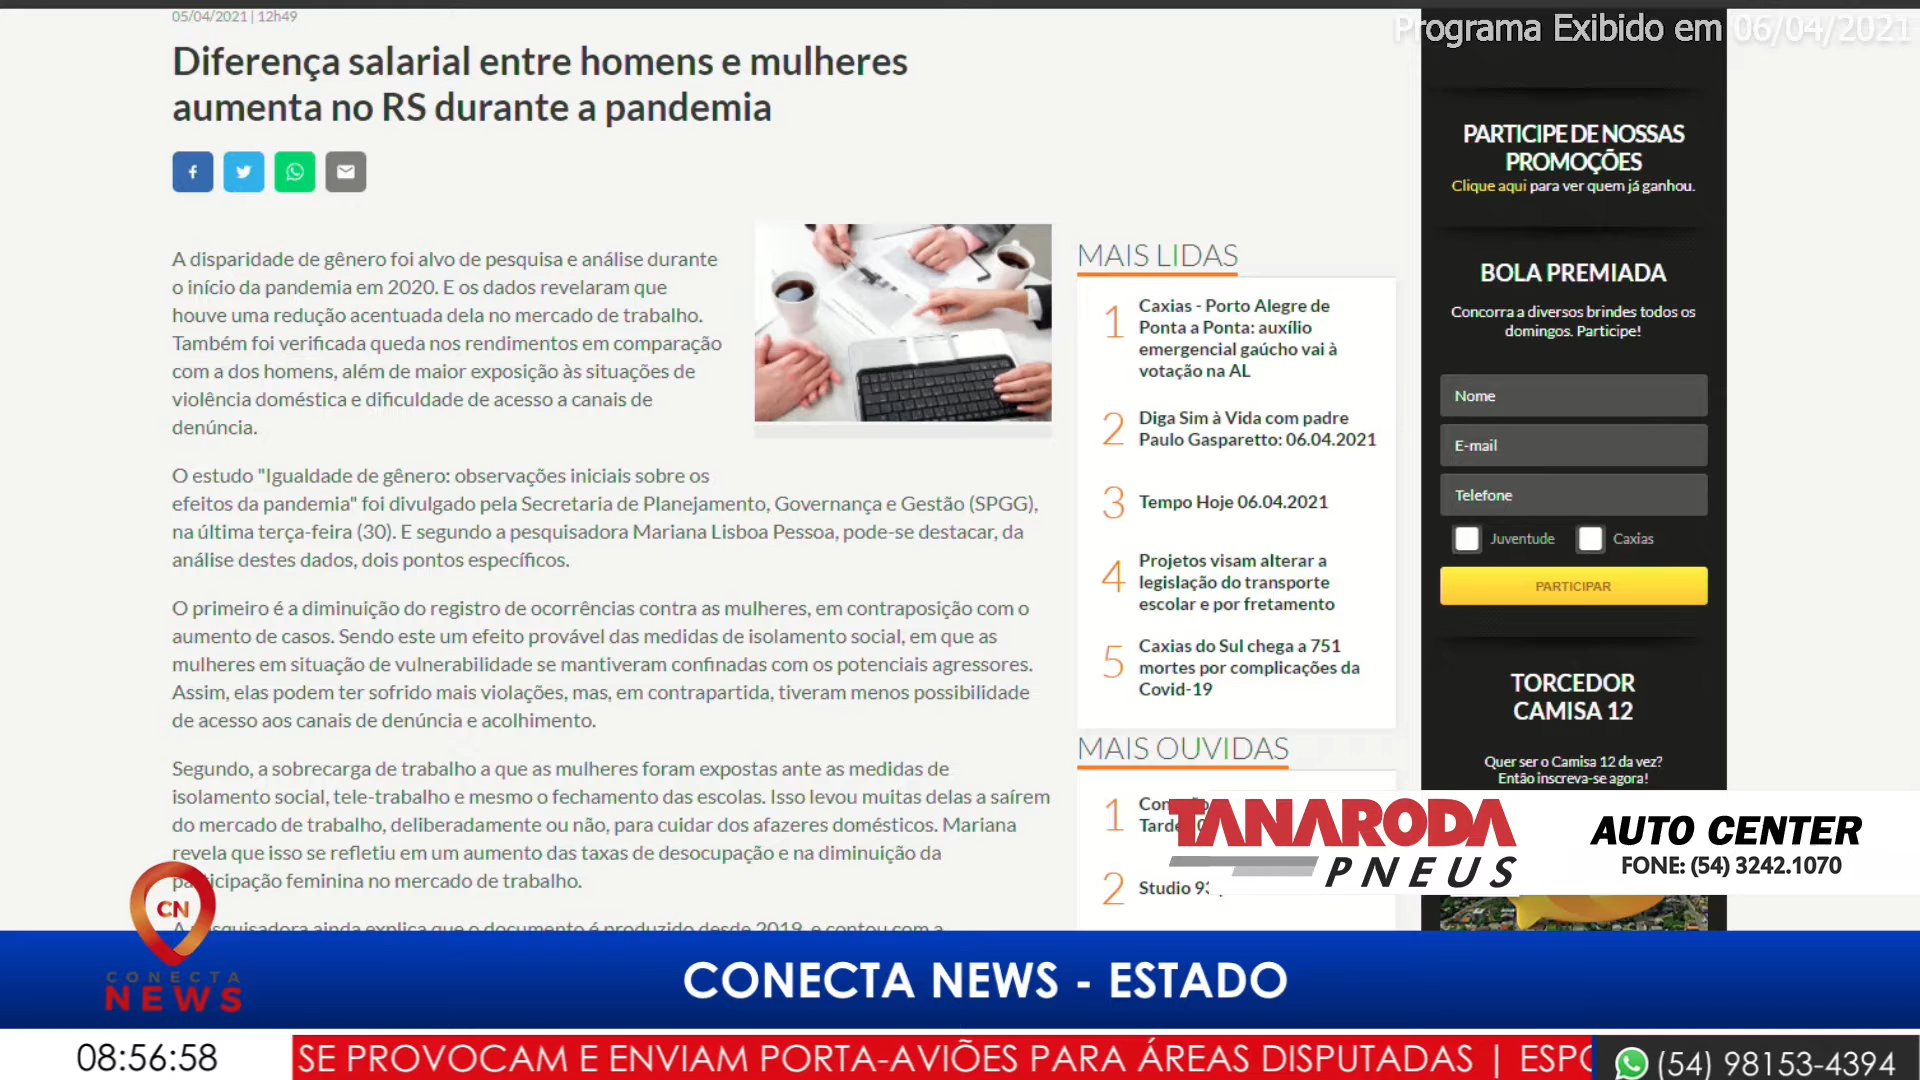 05/04/2021 | 12h49
Programa Exibido em 06/04/2021
Diferença salarial entre homens e mulheres
aumenta no RS durante a pandemia
A disparidade de gênero foi alvo de pesquisa e análise durante
o início da pandemia em 2020. E os dados revelaram que
houve uma redução acentuada dela no mercado de trabalho.
Também foi verificada queda nos rendimentos em comparação
com a dos homens, além de maior exposição às situações de
violência doméstica e dificuldade de acesso a canais de
denúncia.
O estudo "Igualdade de gênero: observações iniciais sobre os
efeitos da pandemia" foi divulgado pela Secretaria de Planejamento, Governança e Gestão (SPGG),
na última terça-feira (30). E segundo a pesquisadora Mariana Lisboa Pessoa, pode-se destacar, da
análise destes dados, dois pontos específicos.
O primeiro é a diminuição do registro de ocorrências contra as mulheres, em contraposição com o
aumento de casos. Sendo este um efeito provável das medidas de isolamento social, em que as
mulheres em situação de vulnerabilidade se mantiveram confinadas com os potenciais agressores.
Assim, elas podem ter sofrido mais violações, mas, em contrapartida, tiveram menos possibilidade
de acesso aos canais de denúncia e acolhimento.
Segundo, a sobrecarga de trabalho a que as mulheres foram expostas ante as medidas de
isolamento social, tele-trabalho e mesmo o fechamento das escolas. Isso levou muitas delas a saírem
do mercado de trabalho, deliberadamente ou não, para cuidar dos afazeres domésticos. Mariana
revela que isso se refletiu em um aumento das taxas de desocupação e na diminuição da
participação feminina no mercado de trabalho.
A pesquisadora ainda explica que o documento é produzido desde 2019, e contou com a
MAIS LIDAS
1 Caxias - Porto Alegre de
Ponta a Ponta: auxílio
emergencial gaúcho vai à
votação na AL
2 Diga Sim à Vida com padre
Paulo Gasparetto: 06.04.2021
3 Tempo Hoje 06.04.2021
4 Projetos visam alterar a
legislação do transporte
escolar e por fretamento
5 Caxias do Sul chega a 751
mortes por complicações da
Covid-19
MAIS OUVIDAS
1
Tarde
2 Studio 93
PARTICIPE DE NOSSAS
PROMOÇÕES
Clique aqui para ver quem já ganhou.
BOLA PREMIADA
Concorra a diversos brindes todos os
domingos. Participe!
Nome
E-mail
Telefone
Juventude Caxias
PARTICIPAR
TORCEDOR
CAMISA 12
Quer ser o Camisa 12 da vez?
Então inscreva-se agora!
TANARODA
PNEUS
AUTO CENTER
FONE: (54) 3242.1070
CN
CONECTA
NEWS
CONECTA NEWS - ESTADO
08:56:58
SE PROVOCAM E ENVIAM PORTA-AVIÕES PARA ÁREAS DISPUTADAS |
(54) 98153-4394